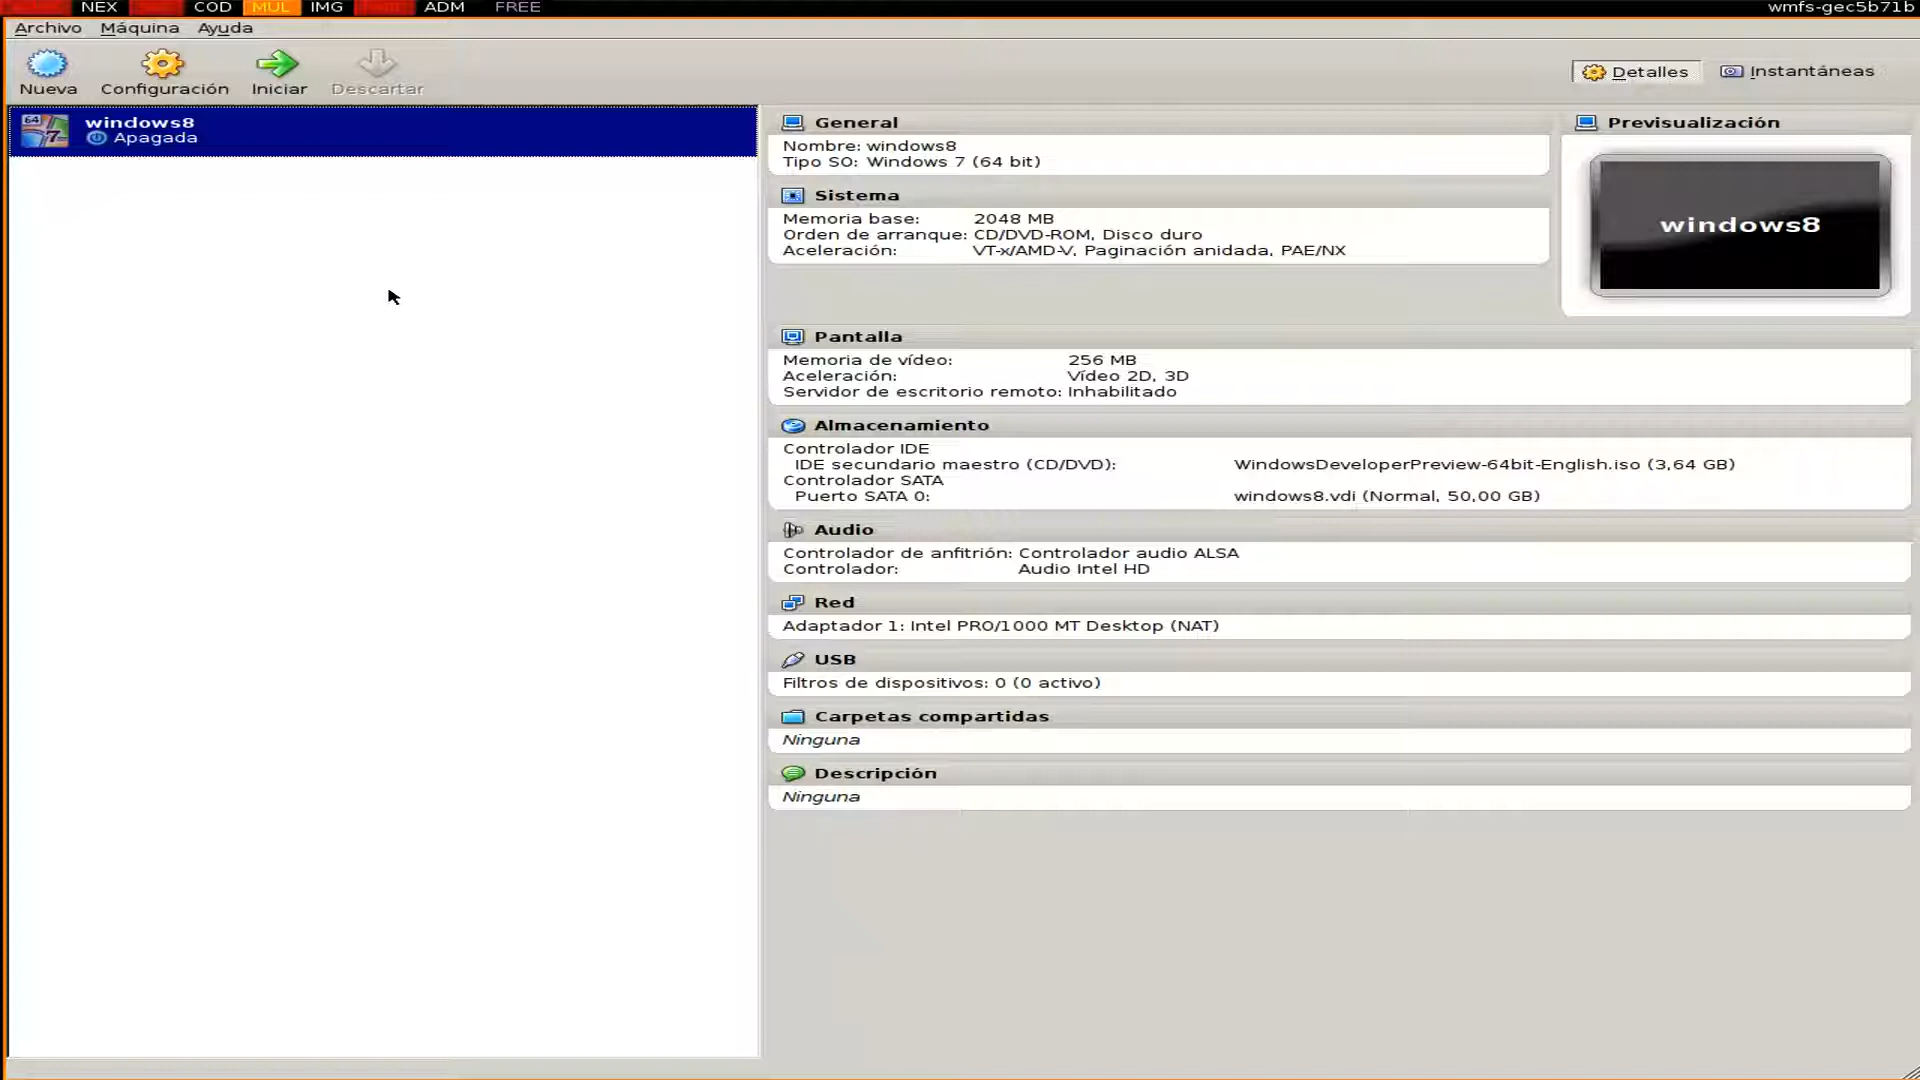 NEX COD MUL IMG ADM FREE wmfs-gec5b71b
Archivo Máquina Ayuda
Nueva Configuración Iniciar Descartar Detalles Instantáneas
64 7
windows8
Apagada
General
Nombre: windows8
Tipo SO: Windows 7 (64 bit)
Previsualización
windows8
Sistema
Memoria base: 2048 MB
Orden de arranque: CD/DVD-ROM, Disco duro
Aceleración: VT-x/AMD-V, Paginación anidada, PAE/NX
Pantalla
Memoria de vídeo: 256 MB
Aceleración: Vídeo 2D, 3D
Servidor de escritorio remoto: Inhabilitado
Almacenamiento
Controlador IDE
IDE secundario maestro (CD/DVD): WindowsDeveloperPreview-64bit-English.iso (3,64 GB)
Controlador SATA
Puerto SATA 0: windows8.vdi (Normal, 50,00 GB)
Audio
Controlador de anfitrión: Controlador audio ALSA
Controlador: Audio Intel HD
Red
Adaptador 1: Intel PRO/1000 MT Desktop (NAT)
USB
Filtros de dispositivos: 0 (0 activo)
Carpetas compartidas
Ninguna
Descripción
Ninguna